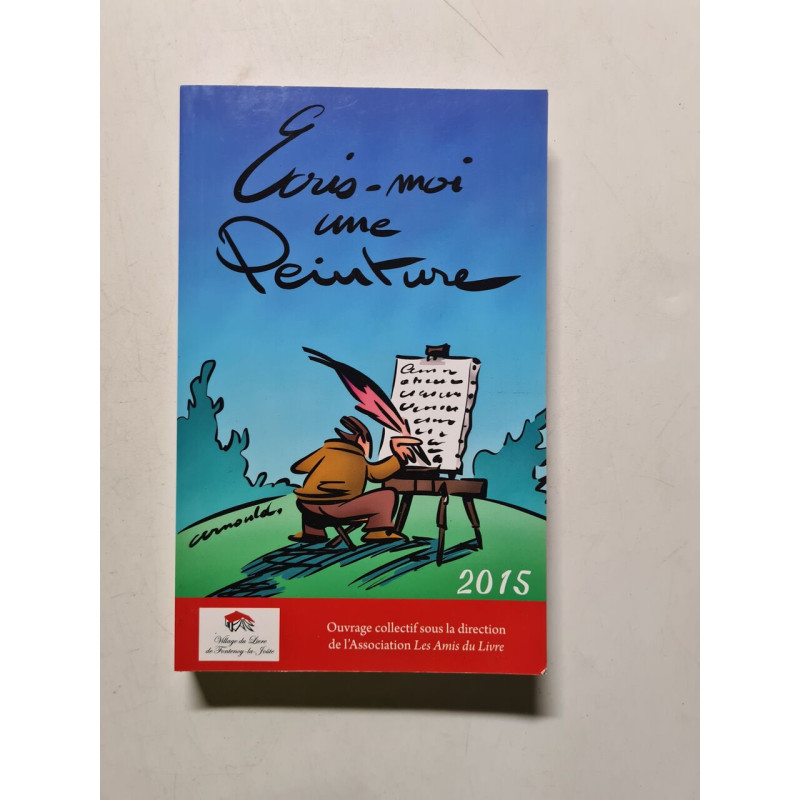 Ecris-moi
une
Peinture
arnould.
2015
Village du Livre
de Fontenoy-la-Joûte
Ouvrage collectif sous la direction
de l'Association Les Amis du Livre